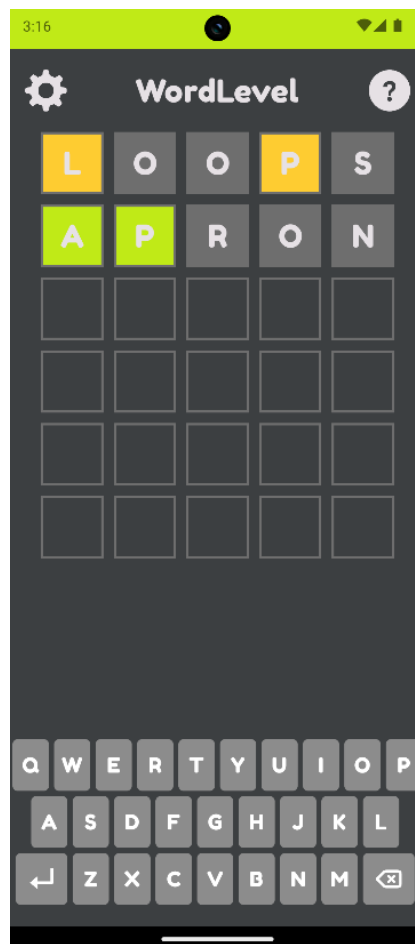 3:16
WordLevel ?
L O O P S
A P R O N
Q W E R T Y U I O P
A S D F G H J K L
Z X C V B N M